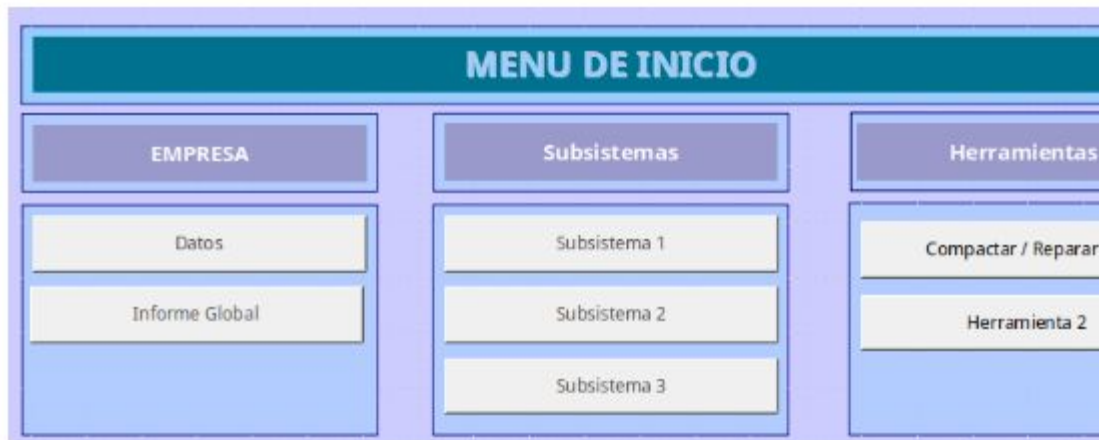 MENU DE INICIO
EMPRESA
Datos
Informe Global
Subsistemas
Subsistema 1
Subsistema 2
Subsistema 3
Herramientas
Compactar / Reparar
Herramienta 2